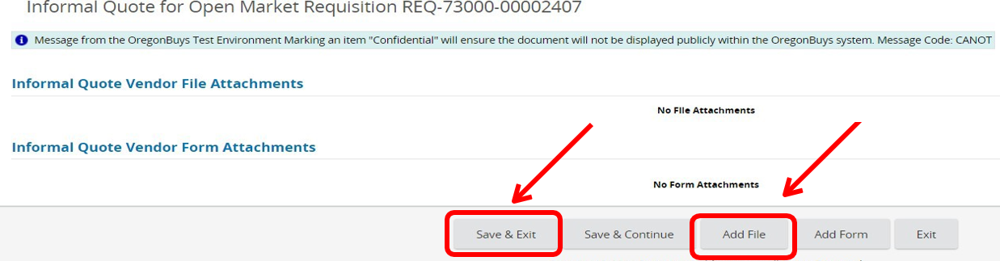 Informal Quote for Open Market Requisition REQ-73000-00002407
Message from the OregonBuys Test Environment Marking an item "Confidential" will ensure the document will not be displayed publicly within the OregonBuys system. Message Code: CANOT
Informal Quote Vendor File Attachments
No File Attachments
Informal Quote Vendor Form Attachments
No Form Attachments
Save & Exit Save & Continue Add File Add Form Exit